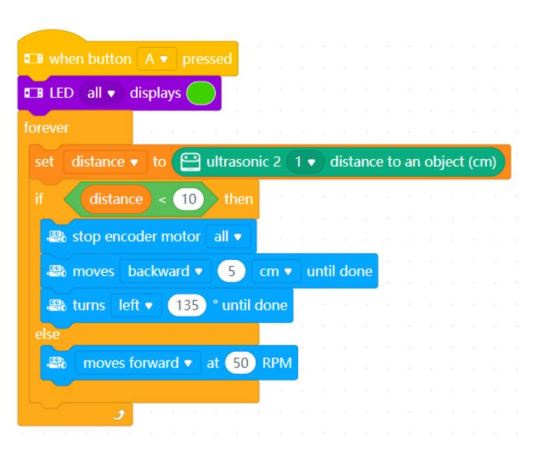 when button A pressed
LED all displays
forever
set distance to ultrasonic 2 1 distance to an object (cm)
if distance < 10 then
stop encoder motor all
moves backward 5 cm until done
turns left 135 ° until done
else
moves forward at 50 RPM